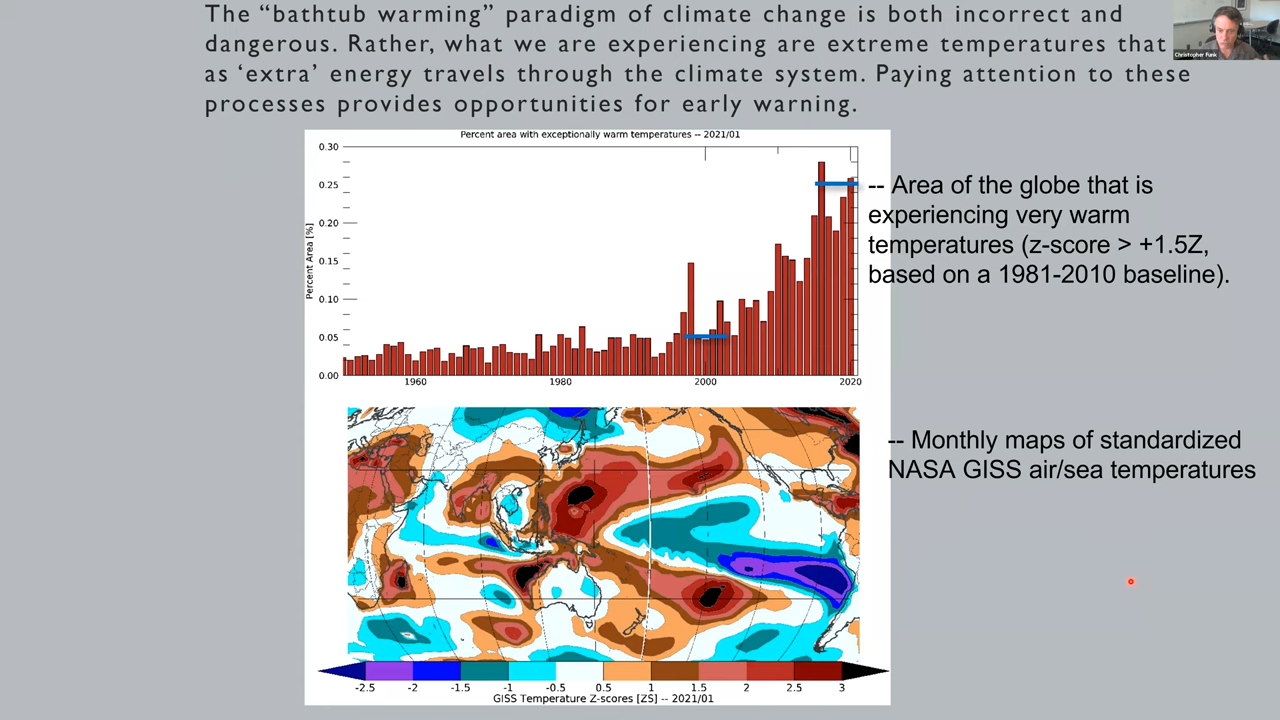 The “bathtub warming” paradigm of climate change is both incorrect and
dangerous. Rather, what we are experiencing are extreme temperatures that
as ‘extra’ energy travels through the climate system. Paying attention to these
processes provides opportunities for early warning.
Christopher Funk
Percent area with exceptionally warm temperatures -- 2021/01
Percent Area [%]
0.30
0.25
0.20
0.15
0.10
0.05
0.00
1960 1980 2000 2020
-- Area of the globe that is
experiencing very warm
temperatures (z-score > +1.5Z,
based on a 1981-2010 baseline).
-- Monthly maps of standardized
NASA GISS air/sea temperatures
-2.5 -2 -1.5 -1 -0.5 0.5 1 1.5 2 2.5 3
GISS Temperature Z-scores [ZS] -- 2021/01